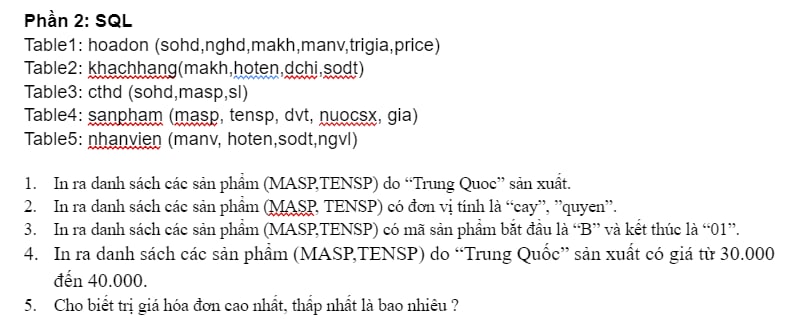 Phần 2: SQL
Table1: hoadon (sohd,nghd,makh,manv,trigia,price)
Table2: khachhang(makh,hoten,dchi,sodt)
Table3: cthd (sohd,masp,sl)
Table4: sanpham (masp, tensp, dvt, nuocsx, gia)
Table5: nhanvien (manv, hoten,sodt,ngvl)
1. In ra danh sách các sản phẩm (MASP,TENSP) do “Trung Quoc” sản xuất.
2. In ra danh sách các sản phẩm (MASP, TENSP) có đơn vị tính là “cay”, ”quyen”.
3. In ra danh sách các sản phẩm (MASP,TENSP) có mã sản phẩm bắt đầu là “B” và kết thúc là “01”.
4. In ra danh sách các sản phẩm (MASP,TENSP) do “Trung Quốc” sản xuất có giá từ 30.000
đến 40.000.
5. Cho biết trị giá hóa đơn cao nhất, thấp nhất là bao nhiêu ?